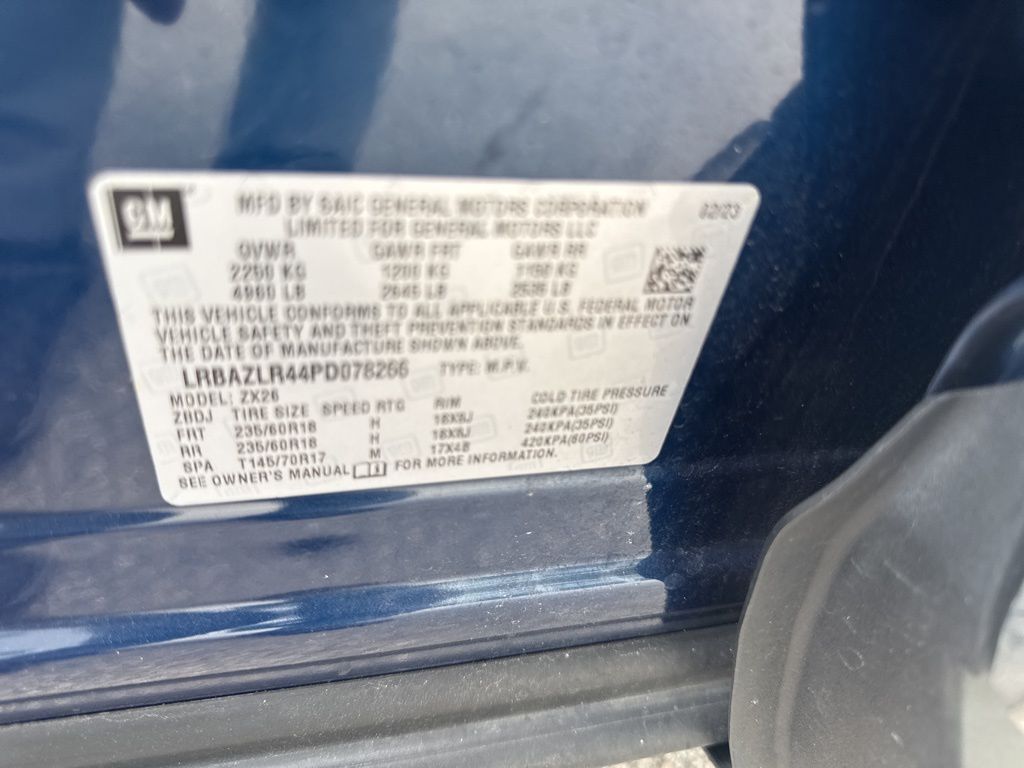 GM
MFD BY SAIC GENERAL MOTORS CORPORATION 02/23
LIMITED FOR GENERAL MOTORS LLC
GVWR GAWR FRT GAWR RR
2250 KG 1200 KG 1150 KG
4960 LB 2645 LB 2535 LB
THIS VEHICLE CONFORMS TO ALL APPLICABLE U.S. FEDERAL MOTOR
VEHICLE SAFETY AND THEFT PREVENTION STANDARDS IN EFFECT ON
THE DATE OF MANUFACTURE SHOWN ABOVE.
LRBAZLR44PD078266 TYPE: M.P.V.
MODEL: ZX26
ZRDJ TIRE SIZE SPEED RTG RIM COLD TIRE PRESSURE
FRT 235/60R18 H 18X8J 240KPA(35PSI)
RR 235/60R18 H 18X8J 240KPA(35PSI)
SPA T145/70R17 M 17X4B 420KPA(60PSI)
SEE OWNER'S MANUAL FOR MORE INFORMATION.